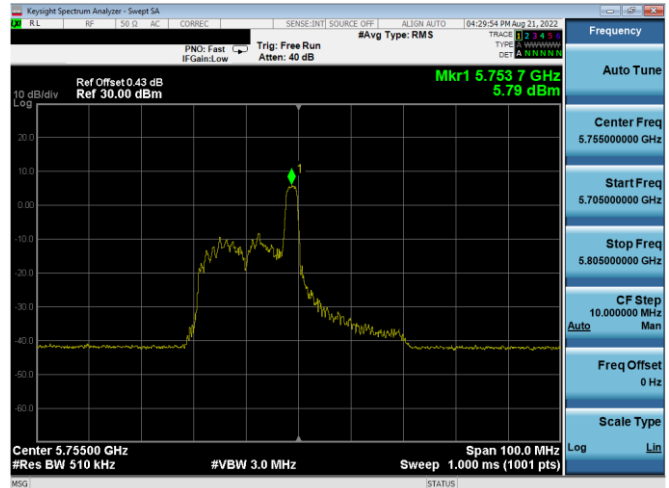 Keysight Spectrum Analyzer - Swept SA
RL RF 50 Ω AC CORREC SENSE:INT SOURCE OFF ALIGN AUTO 04:29:54 PM Aug 21, 2022
#Avg Type: RMS
TRACE 1 2 3 4 5 6
TYPE A WWWWW
DET A NNNNN
PNO: Fast
IFGain:Low
Trig: Free Run
Atten: 40 dB
Mkr1 5.753 7 GHz
5.79 dBm
10 dB/div
Log
Ref Offset 0.43 dB
Ref 30.00 dBm
20.0
10.0
0.00
-10.0
-20.0
-30.0
-40.0
-50.0
-60.0
1
Center 5.75500 GHz
#Res BW 510 kHz
#VBW 3.0 MHz
Span 100.0 MHz
Sweep 1.000 ms (1001 pts)
MSG
STATUS
Frequency
Auto Tune
Center Freq
5.755000000 GHz
Start Freq
5.705000000 GHz
Stop Freq
5.805000000 GHz
CF Step
10.000000 MHz
Auto Man
Freq Offset
0 Hz
Scale Type
Log Lin